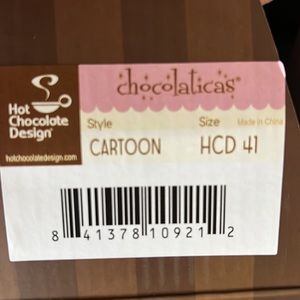 Hot
Chocolate
Design
hotchocolatedesign.com
chocolaticas®
Style
Size
Made in China
CARTOON
HCD 41
8 41378 10921 2